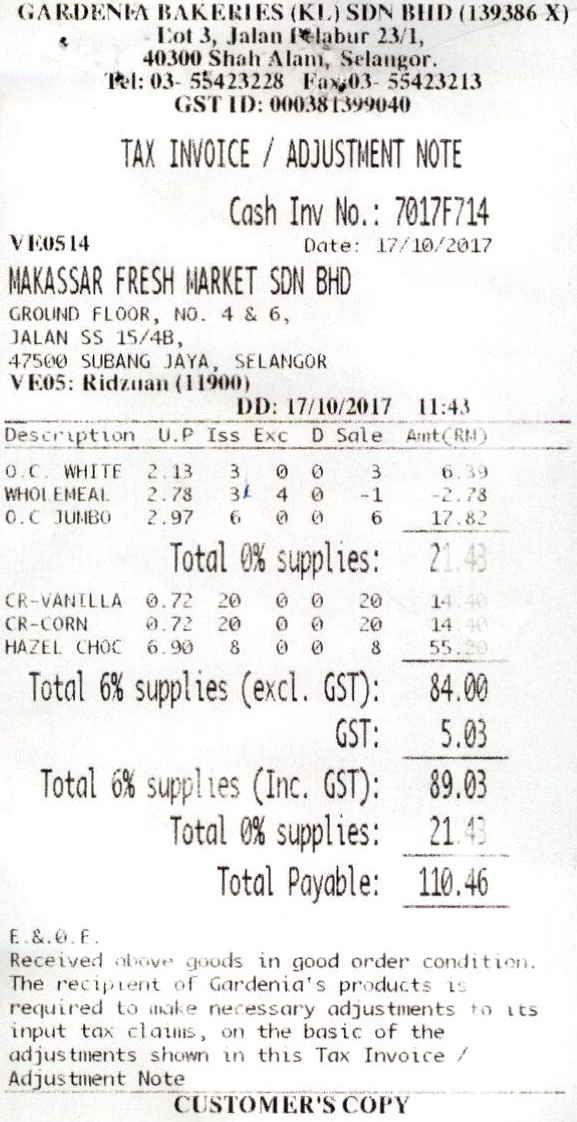 GARDENIA BAKERIES (KL) SDN BHD (139386 X)
Lot 3, Jalan Pelabur 23/1,
40300 Shah Alam, Selangor.
Tel: 03- 55423228 Fax:03- 55423213
GST ID: 000381399040
TAX INVOICE / ADJUSTMENT NOTE
Cash Inv No.: 7017F714
VE0514 Date: 17/10/2017
MAKASSAR FRESH MARKET SDN BHD
GROUND FLOOR, NO. 4 & 6,
JALAN SS 15/4B,
47500 SUBANG JAYA, SELANGOR
VE05: Ridzuan (11900)
DD: 17/10/2017 11:43
Description U.P Iss Exc D Sale Amt(RM)
O.C. WHITE 2.13 3 0 0 3 6.39
WHOLEMEAL 2.78 3 4 0 -1 -2.78
O.C JUMBO 2.97 6 0 0 6 17.82
Total 0% supplies: 21.43
CR-VANILLA 0.72 20 0 0 20 14.40
CR-CORN 0.72 20 0 0 20 14.40
HAZEL CHOC 6.90 8 0 0 8 55.20
Total 6% supplies (excl. GST): 84.00
GST: 5.03
Total 6% supplies (Inc. GST): 89.03
Total 0% supplies: 21.43
Total Payable: 110.46
E.&.O.E.
Received above goods in good order condition.
The recipient of Gardenia's products is
required to make necessary adjustments to its
input tax claims, on the basic of the
adjustments shown in this Tax Invoice /
Adjustment Note
CUSTOMER'S COPY